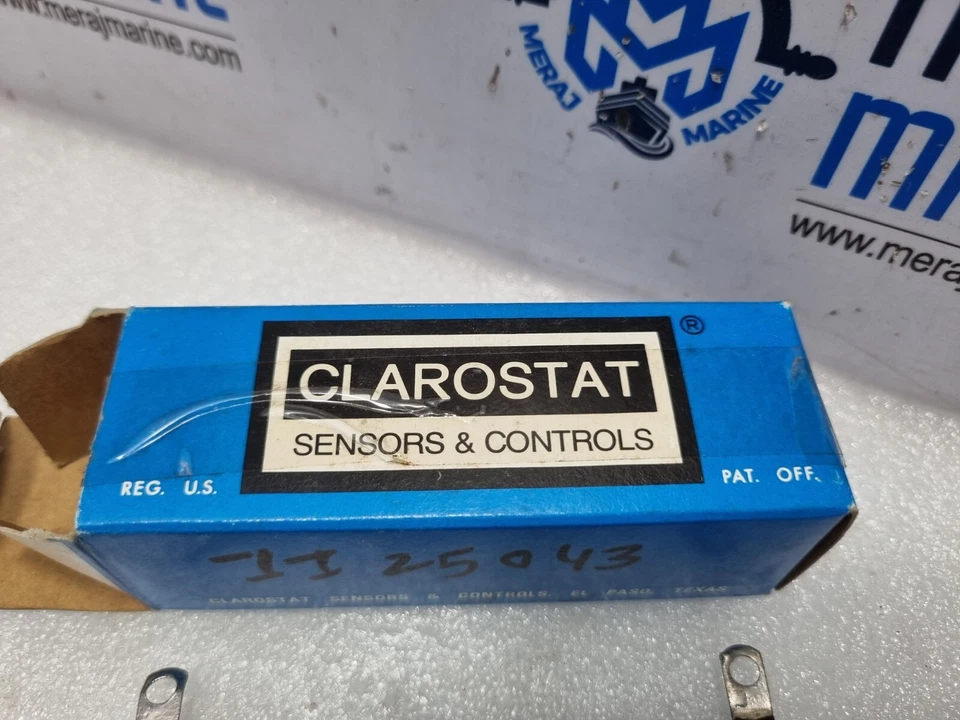 www.merajmarine.com
MERAJ
MARINE
www.meraj
CLAROSTAT
®
SENSORS & CONTROLS
REG. U.S.
PAT. OFF.
25043
CLAROSTAT SENSORS & CONTROLS, EL PASO, TEXAS